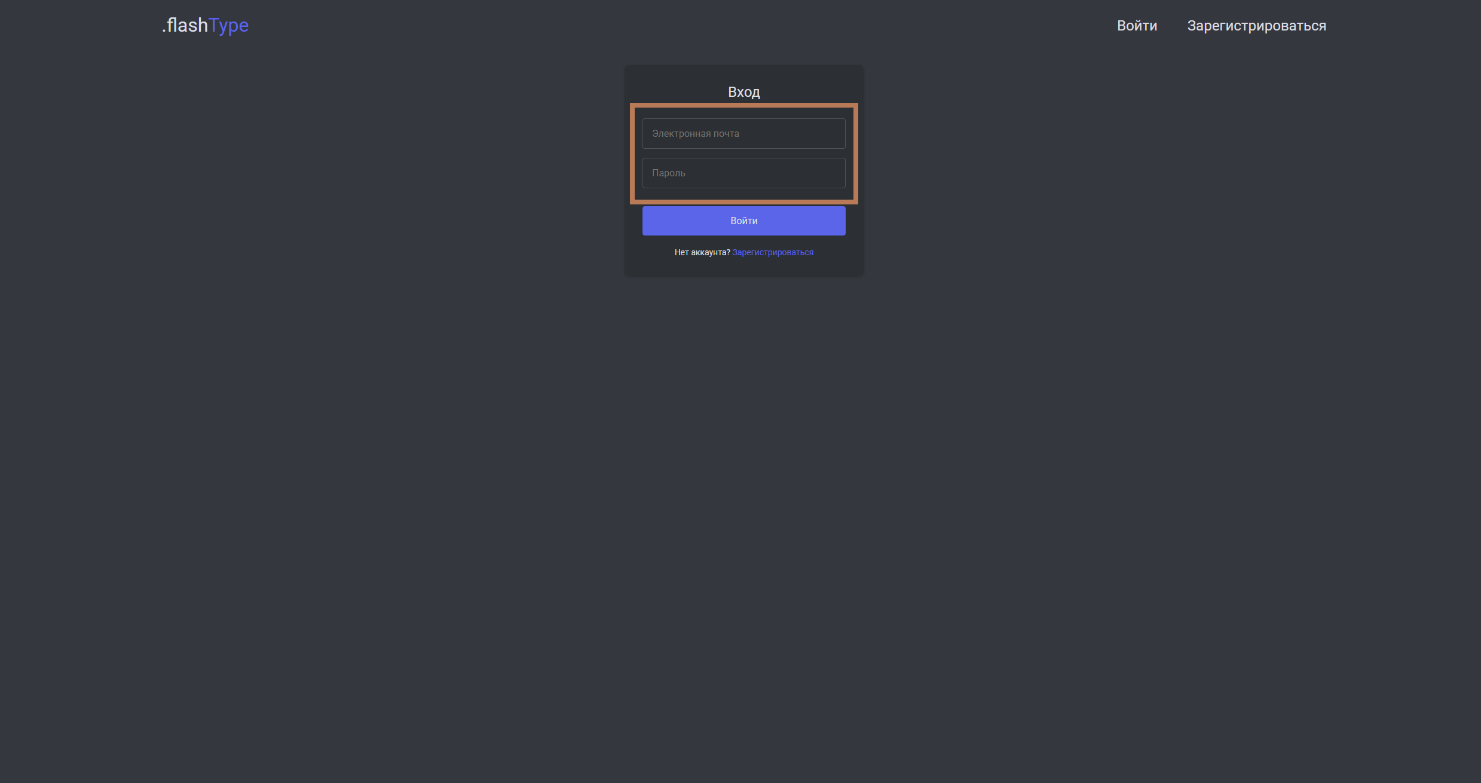 .flashType
Войти Зарегистрироваться
Вход
Электронная почта
Пароль
Войти
Нет аккаунта? Зарегистрироваться